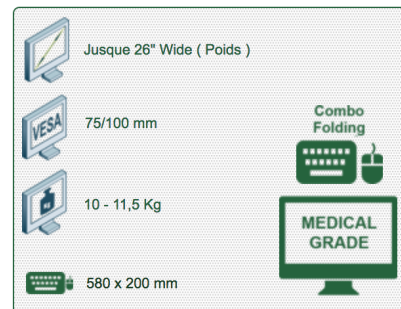 Jusque 26" Wide ( Poids )
VESA
75/100 mm
KG
10 - 11,5 Kg
580 x 200 mm
Combo
Folding
MEDICAL
GRADE